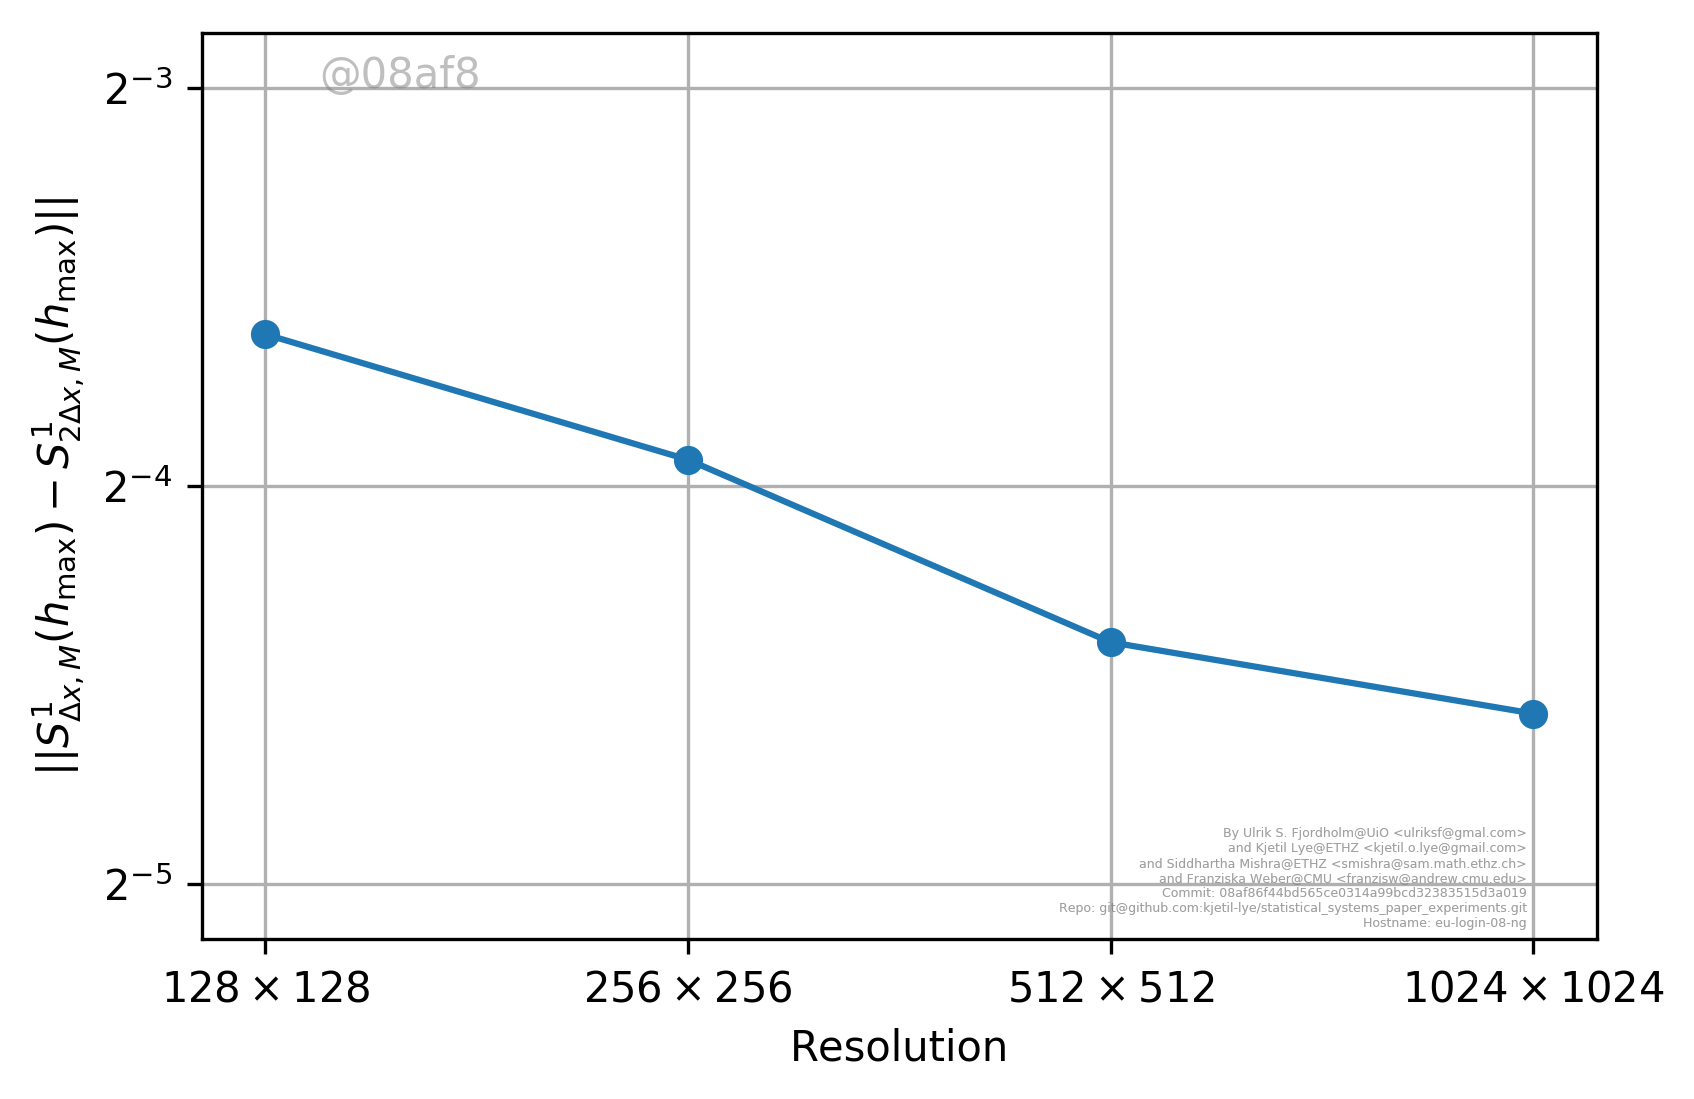 @08af8
2⁻³
2⁻⁴
2⁻⁵
||S¹_{Δx, M}(h_max) − S¹_{2Δx, M}(h_max)||
By Ulrik S. Fjordholm@UiO <ulriksf@gmal.com>
and Kjetil Lye@ETHZ <kjetil.o.lye@gmail.com>
and Siddhartha Mishra@ETHZ <smishra@sam.math.ethz.ch>
and Franziska Weber@CMU <franzisw@andrew.cmu.edu>
Commit: 08af86f44bd565ce0314a99bcd32383515d3a019
Repo: git@github.com:kjetil-lye/statistical_systems_paper_experiments.git
Hostname: eu-login-08-ng
128 × 128 256 × 256 512 × 512 1024 × 1024
Resolution